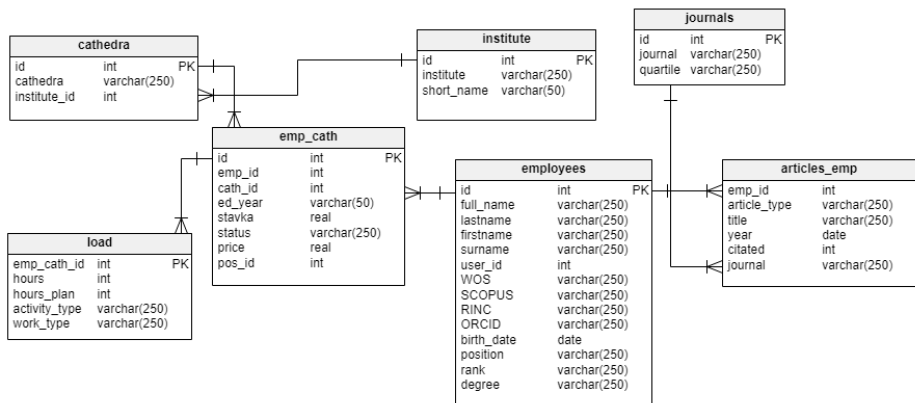 cathedra
id int PK
cathedra varchar(250)
institute_id int
institute
id int PK
institute varchar(250)
short_name varchar(50)
journals
id int PK
journal varchar(250)
quartile varchar(250)
emp_cath
id int PK
emp_id int
cath_id int
ed_year varchar(50)
stavka real
status varchar(250)
price real
pos_id int
load
emp_cath_id int PK
hours int
hours_plan int
activity_type varchar(250)
work_type varchar(250)
employees
id int PK
full_name varchar(250)
lastname varchar(250)
firstname varchar(250)
surname varchar(250)
user_id int
WOS varchar(250)
SCOPUS varchar(250)
RINC varchar(250)
ORCID varchar(250)
birth_date date
position varchar(250)
rank varchar(250)
degree varchar(250)
articles_emp
emp_id int
article_type varchar(250)
title varchar(250)
year date
citated int
journal varchar(250)